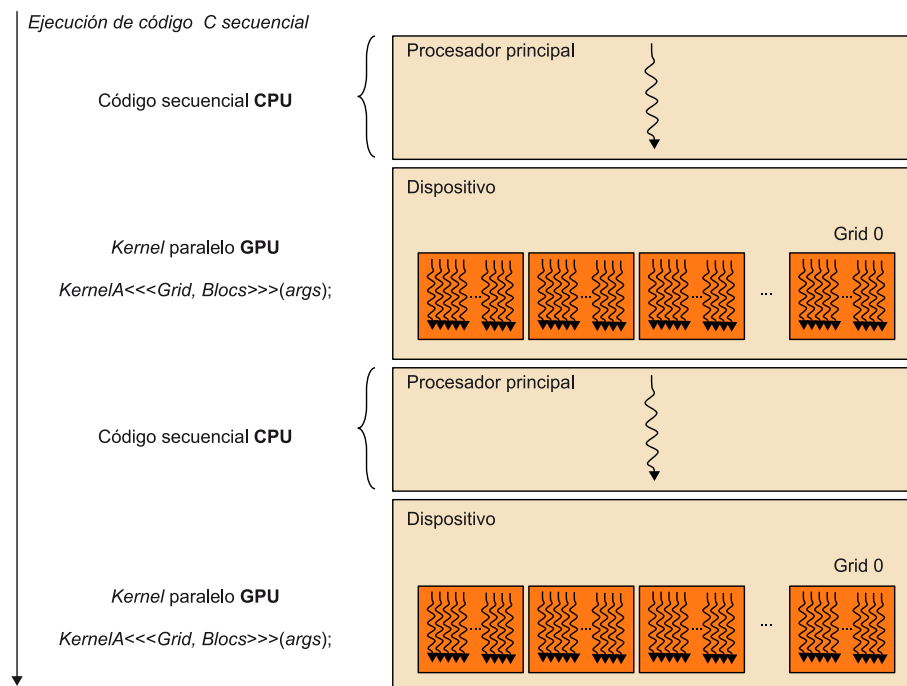 Ejecución de código C secuencial
Procesador principal
Código secuencial CPU
Dispositivo
Grid 0
Kernel paralelo GPU
KernelA<<<Grid, Blocs>>>(args);
... ... ... ... ...
Procesador principal
Código secuencial CPU
Dispositivo
Grid 0
Kernel paralelo GPU
KernelA<<<Grid, Blocs>>>(args);
... ... ... ... ...